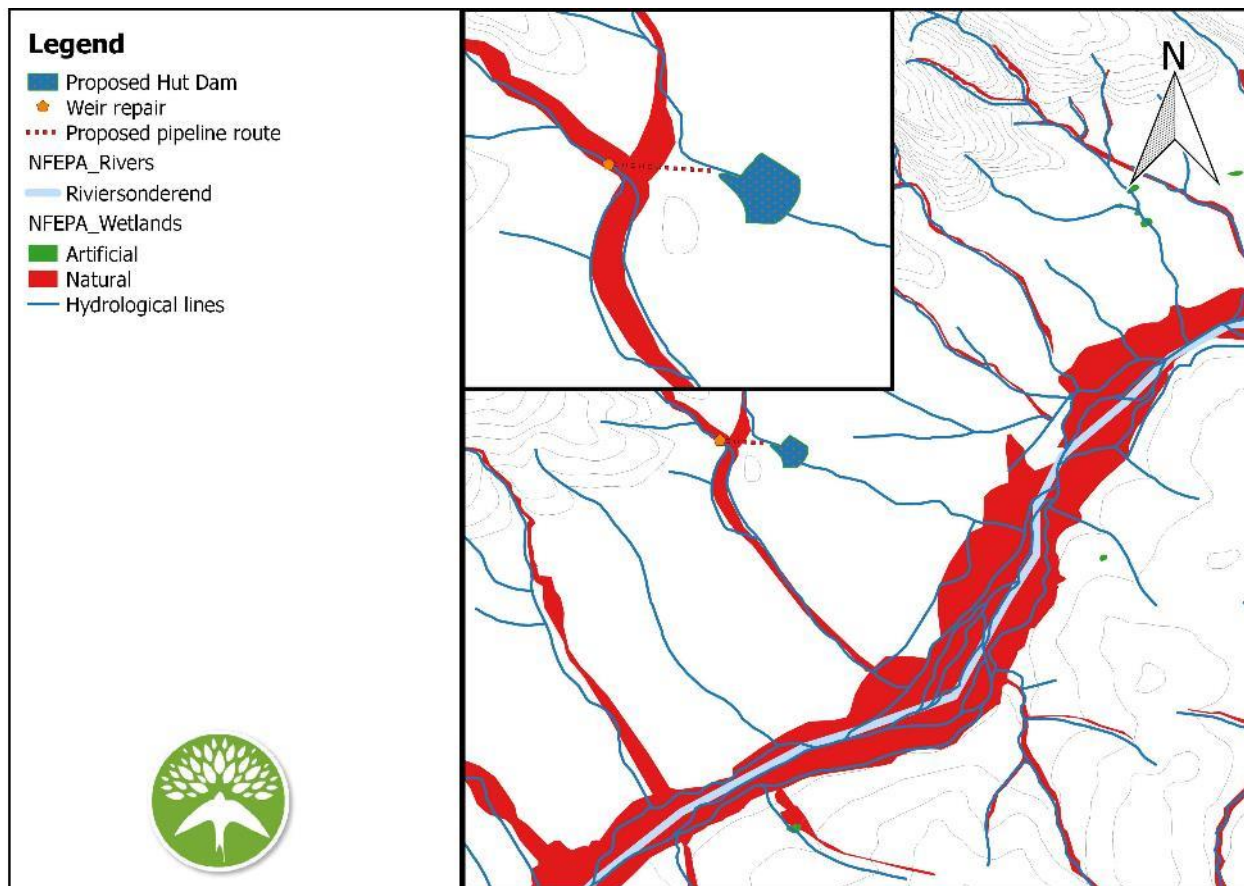 Legend
Proposed Hut Dam
Weir repair
Proposed pipeline route
NFEPA_Rivers
Riviersonderend
NFEPA_Wetlands
Artificial
Natural
Hydrological lines
N